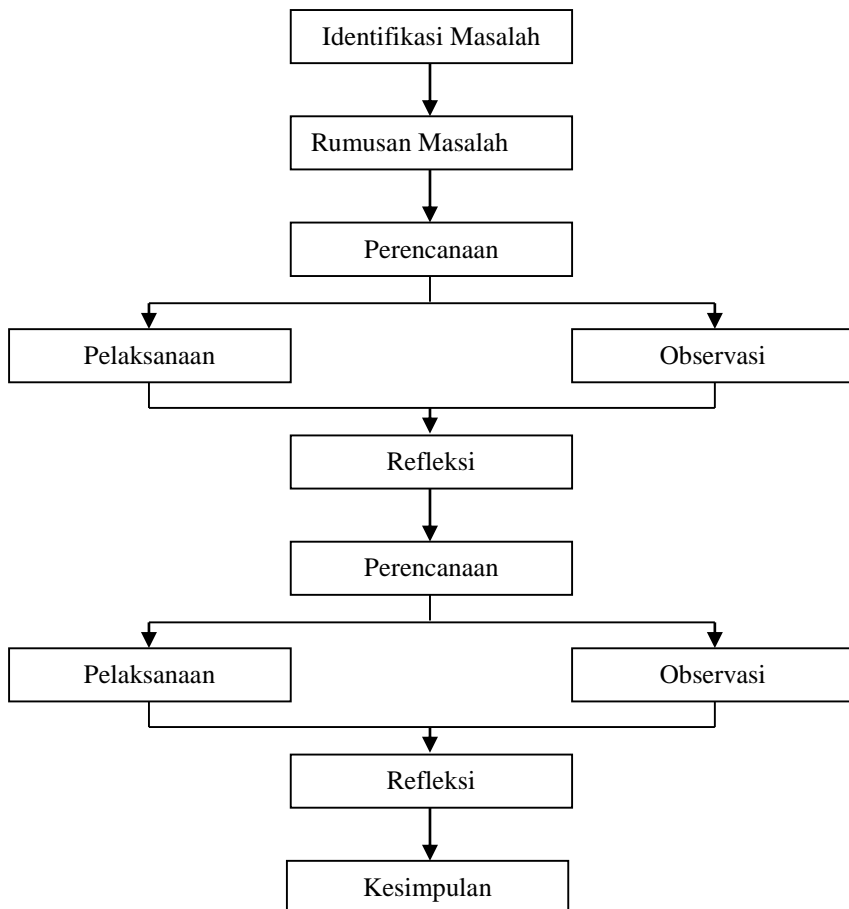 Identifikasi Masalah
Rumusan Masalah
Perencanaan
Pelaksanaan
Observasi
Refleksi
Perencanaan
Pelaksanaan
Observasi
Refleksi
Kesimpulan